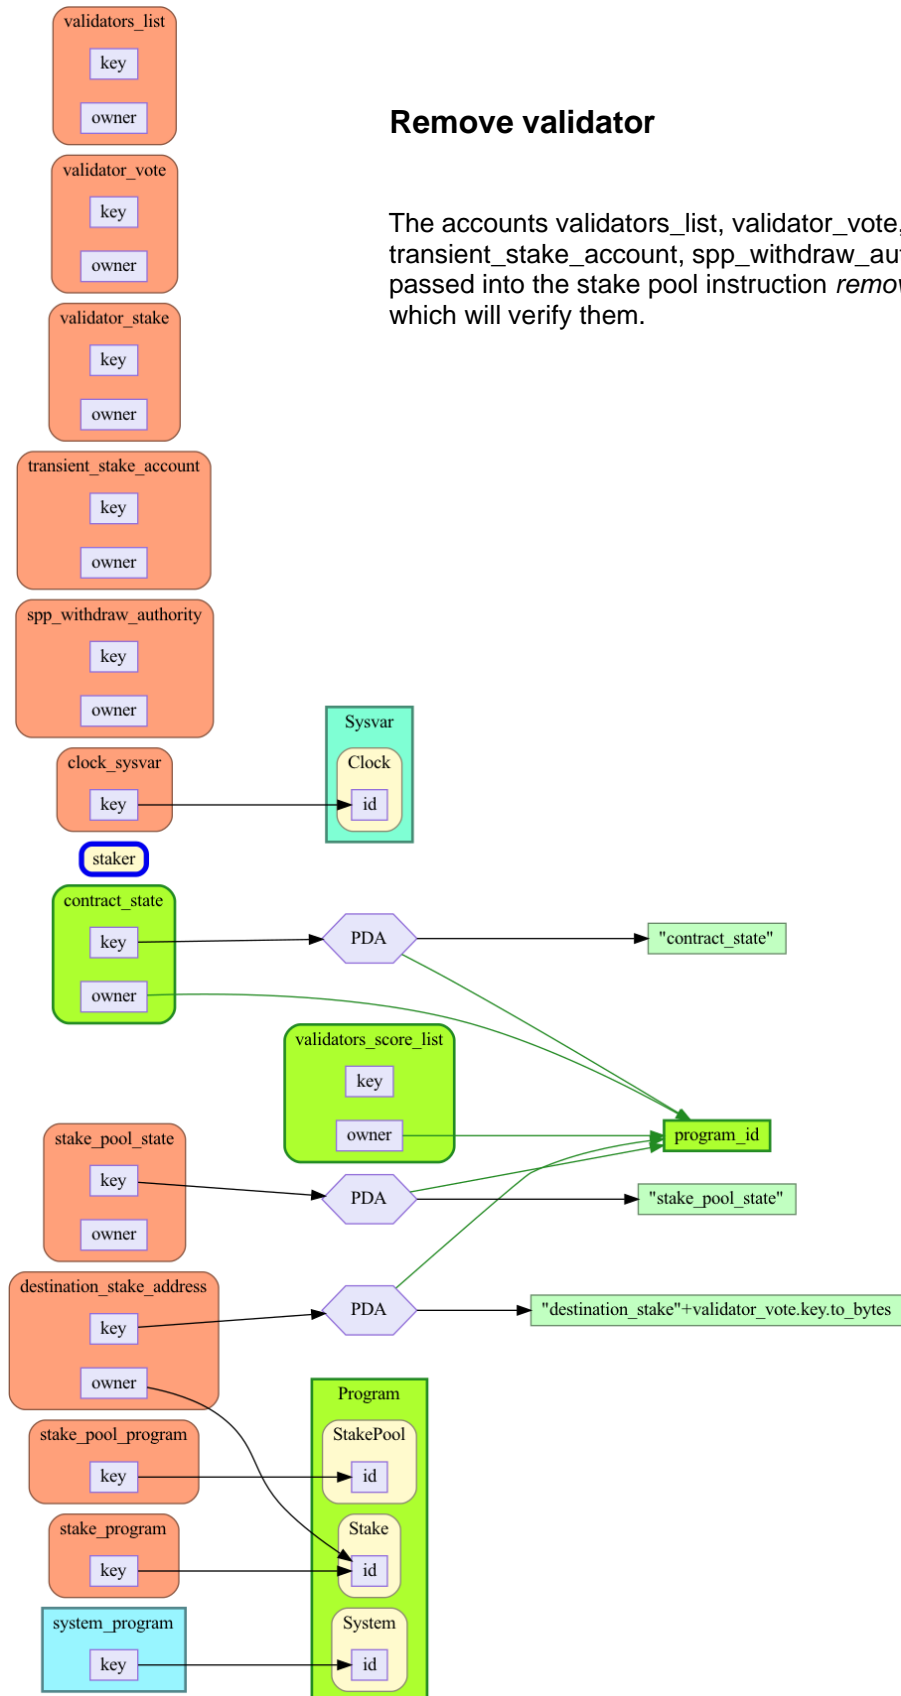 validators_list
key
owner
Remove validator
validator_vote
key
owner
The accounts validators_list, validator_vote,
transient_stake_account, spp_withdraw_au
passed into the stake pool instruction remov
which will verify them.
validator_stake
key
owner
transient_stake_account
key
owner
spp_withdraw_authority
key
owner
Sysvar
clock_sysvar
Clock
key
id
staker
contract_state
key
PDA
"contract_state"
owner
validators_score_list
key
owner
program_id
stake_pool_state
key
PDA
"stake_pool_state"
owner
destination_stake_address
key
PDA
"destination_stake"+validator_vote.key.to_bytes
owner
Program
stake_pool_program
StakePool
key
id
stake_program
Stake
key
id
system_program
System
key
id